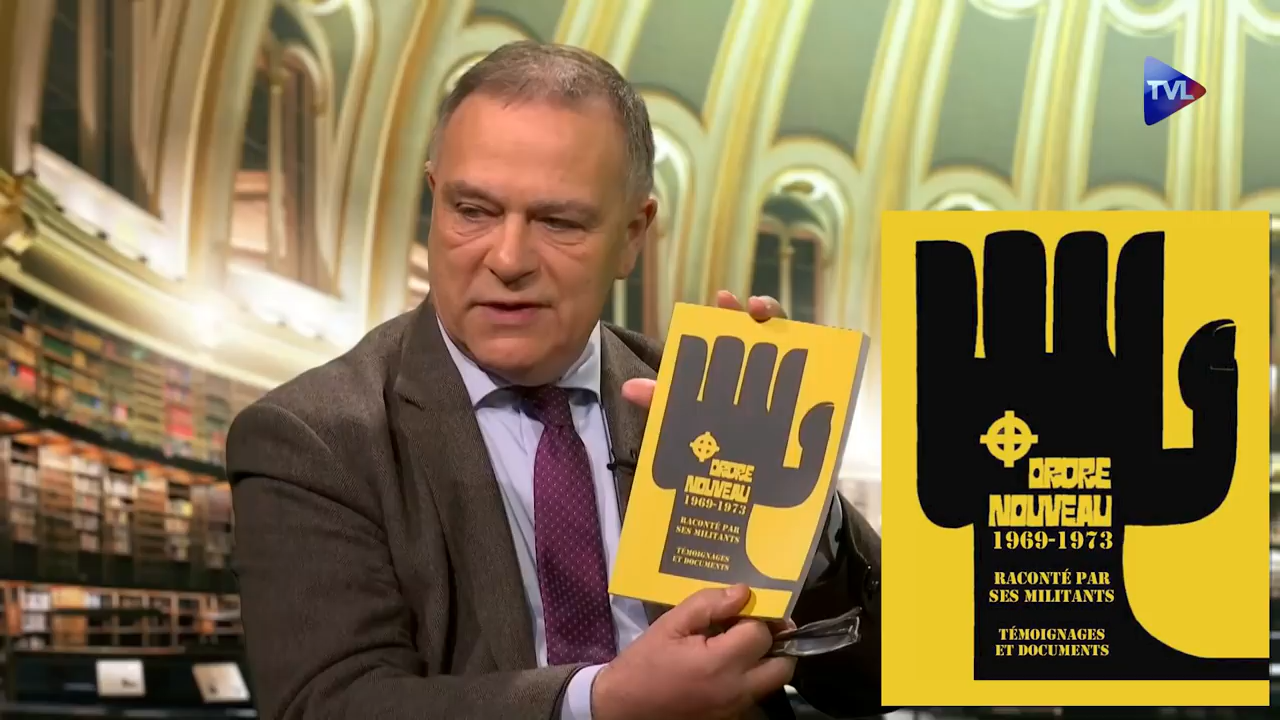 TVL
ORDRE
NOUVEAU
1969-1973
RACONTÉ PAR
SES MILITANTS
TÉMOIGNAGES
ET DOCUMENTS
ORDRE
NOUVEAU
1969-1973
RACONTÉ PAR
SES MILITANTS
TÉMOIGNAGES
ET DOCUMENTS